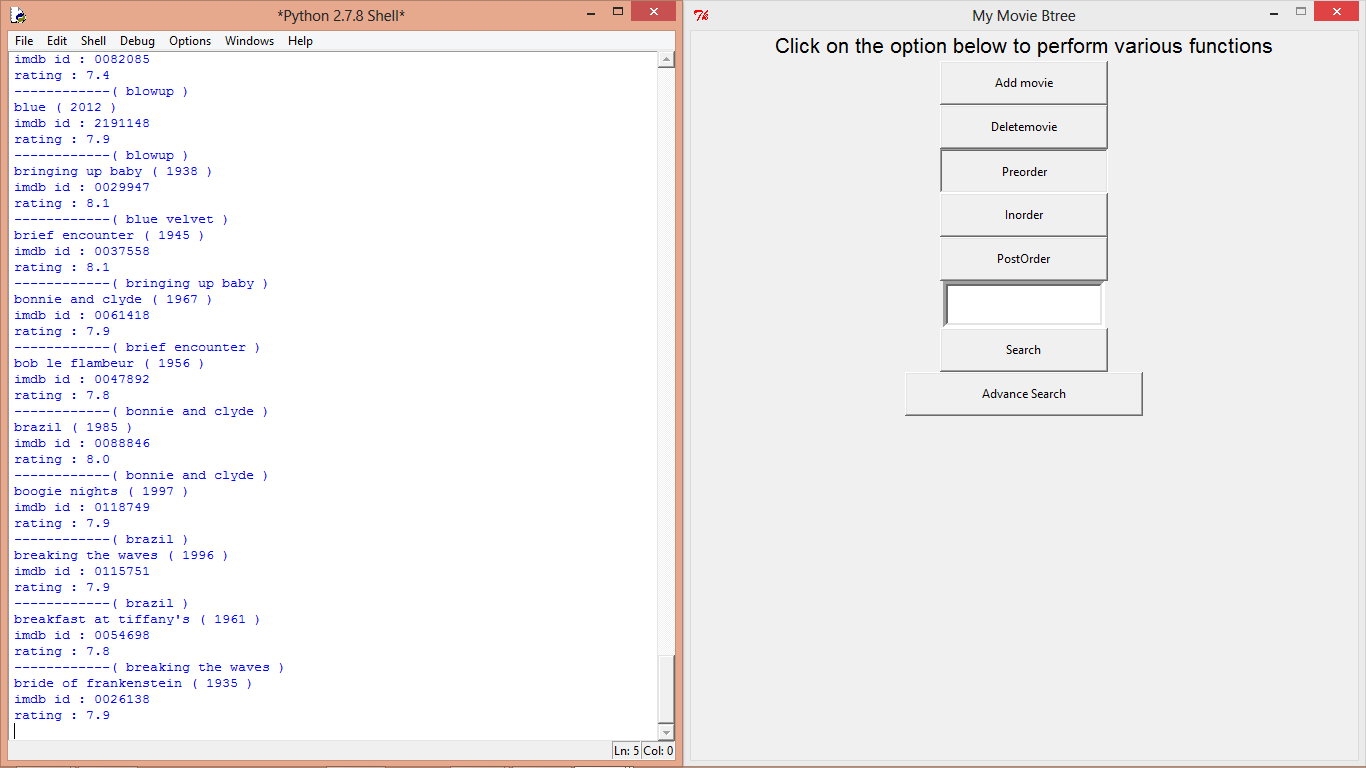 *Python 2.7.8 Shell*
File Edit Shell Debug Options Windows Help
imdb id : 0082085
rating : 7.4
------------( blowup )
blue ( 2012 )
imdb id : 2191148
rating : 7.9
------------( blowup )
bringing up baby ( 1938 )
imdb id : 0029947
rating : 8.1
------------( blue velvet )
brief encounter ( 1945 )
imdb id : 0037558
rating : 8.1
------------( bringing up baby )
bonnie and clyde ( 1967 )
imdb id : 0061418
rating : 7.9
------------( brief encounter )
bob le flambeur ( 1956 )
imdb id : 0047892
rating : 7.8
------------( bonnie and clyde )
brazil ( 1985 )
imdb id : 0088846
rating : 8.0
------------( bonnie and clyde )
boogie nights ( 1997 )
imdb id : 0118749
rating : 7.9
------------( brazil )
breaking the waves ( 1996 )
imdb id : 0115751
rating : 7.9
------------( brazil )
breakfast at tiffany's ( 1961 )
imdb id : 0054698
rating : 7.8
------------( breaking the waves )
bride of frankenstein ( 1935 )
imdb id : 0026138
rating : 7.9
Ln: 5 Col: 0
My Movie Btree
Click on the option below to perform various functions
Add movie
Deletemovie
Preorder
Inorder
PostOrder
Search
Advance Search